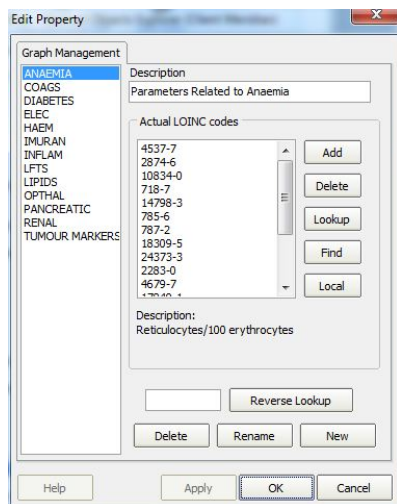 Edit Property
Graph Management
ANAEMIA
COAGS
DIABETES
ELEC
HAEM
IMURAN
INFLAM
LFTS
LIPIDS
OPTHAL
PANCREATIC
RENAL
TUMOUR MARKERS
Description
Parameters Related to Anaemia
Actual LOINC codes
4537-7
2874-6
10834-0
718-7
14798-3
785-6
787-2
18309-5
24373-3
2283-0
4679-7
Add
Delete
Lookup
Find
Local
Description:
Reticulocytes/100 erythrocytes
Reverse Lookup
Delete
Rename
New
Help
Apply
OK
Cancel